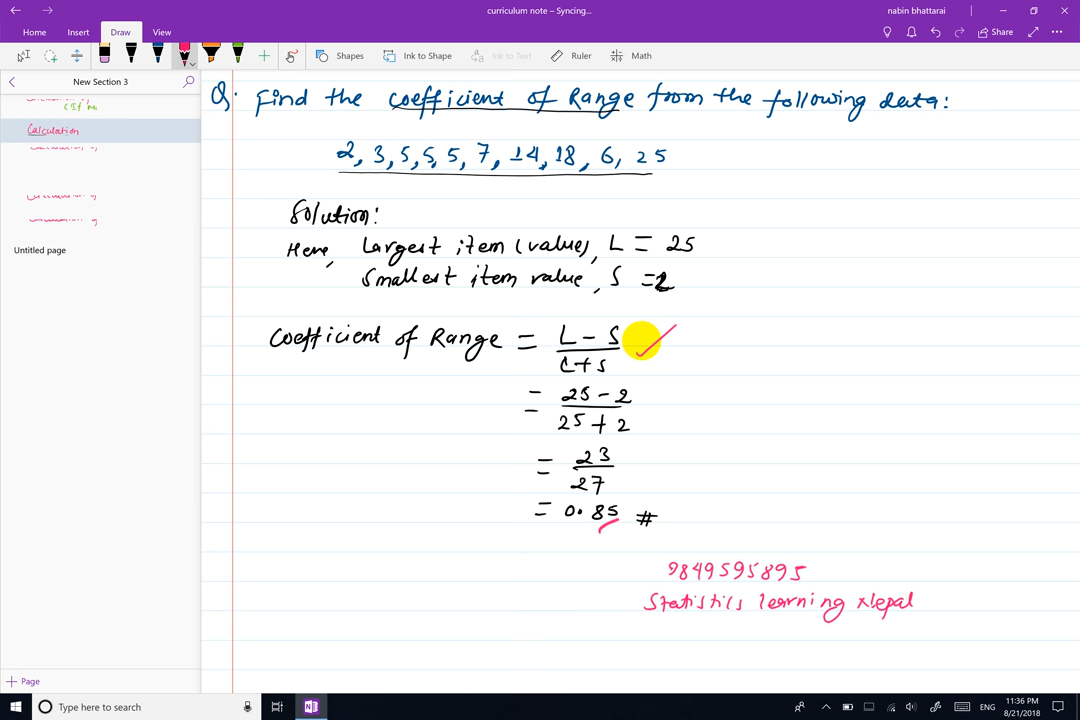 curriculum note – Syncing...
nabin bhattarai
Home Insert Draw View
Share
Shapes Ink to Shape Ink to Text Ruler Math
New Section 3
Calculation
Untitled page
Page
Q. Find the coefficient of Range from the following data:
2, 3, 5, 5, 5, 7, 14, 18, 6, 25
Solution:
Here, Largest item (value), L = 25
Smallest item value, S = 2
Coefficient of Range = L - S
L + S
= 25 - 2
25 + 2
= 23
27
= 0.85 #
9849595895
Statistics learning Nepal
Type here to search
ENG
11:36 PM
8/21/2018